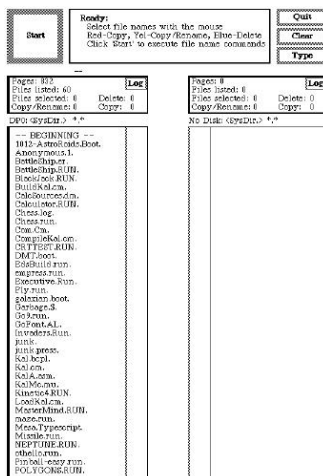 Start
Ready:
Select file names with the mouse
Red-Copy, Yel-Copy/Rename, Blue-Delete
Click 'Start' to execute file name commands
Quit
Clear
Type
Pages: 832
Files listed: 60
Files selected: 0 Delete: 0
Copy/Rename: 0 Copy: 0
Log
DP0: <SysDir.> *.*
-- BEGINNING --
1012-AstroRoids.Boot.
Anonymous.1.
BattleShip.er.
BattleShip.RUN.
BlackJack.RUN.
BuildKal.cm.
CalcSources.dm.
Calculator.RUN.
Chess.log.
Chess.run.
Com.Cm.
CompileKal.cm.
CRTTEST.RUN.
DMT.boot.
EdsBuild.run.
empress.run.
Executive.Run.
Fly.run.
galaxian.boot.
Garbage.$.
Go9.run.
GoFont.AL.
Invaders.Run.
junk.
junk.press.
Kal.bcpl.
Kal.cm.
KalA.asm.
KalMc.mu.
Kinetic4.RUN.
LoadKal.cm.
MasterMind.RUN.
maze.run.
Mesa.Typescript.
Missile.run.
NEPTUNE.RUN.
othello.run.
Pinball-easy.run.
POLYGONS.RUN.
Pages: 0
Files listed: 0
Files selected: 0 Delete: 0
Copy/Rename: 0 Copy: 0
Log
No Disk: <SysDir.> *.*